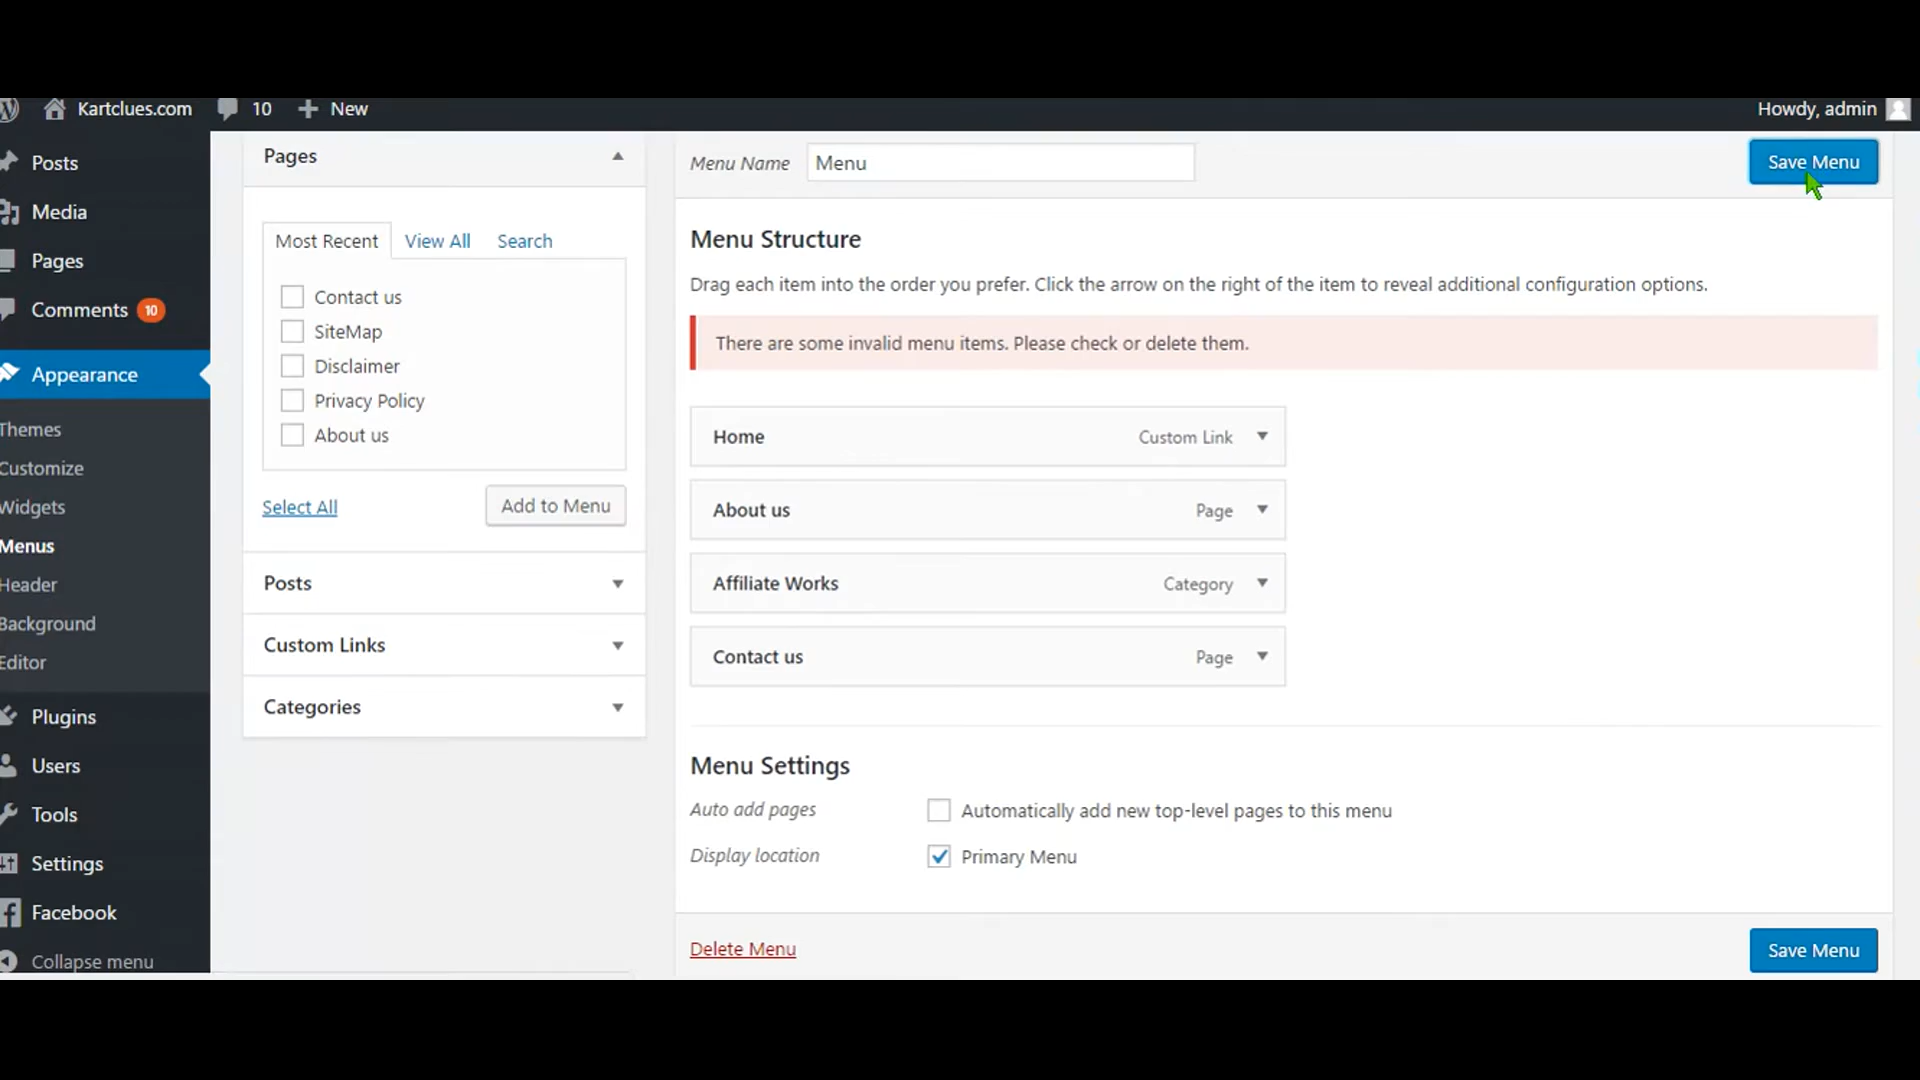 Kartclues.com 10 New Howdy, admin
Posts
Media
Pages
Comments 10
Appearance
Themes
Customize
Widgets
Menus
Header
Background
Editor
Plugins
Users
Tools
Settings
Facebook
Collapse menu
Pages
Most Recent View All Search
Contact us
SiteMap
Disclaimer
Privacy Policy
About us
Select All Add to Menu
Posts
Custom Links
Categories
Menu Name Menu Save Menu
Menu Structure
Drag each item into the order you prefer. Click the arrow on the right of the item to reveal additional configuration options.
There are some invalid menu items. Please check or delete them.
Home Custom Link
About us Page
Affiliate Works Category
Contact us Page
Menu Settings
Auto add pages Automatically add new top-level pages to this menu
Display location Primary Menu
Delete Menu Save Menu